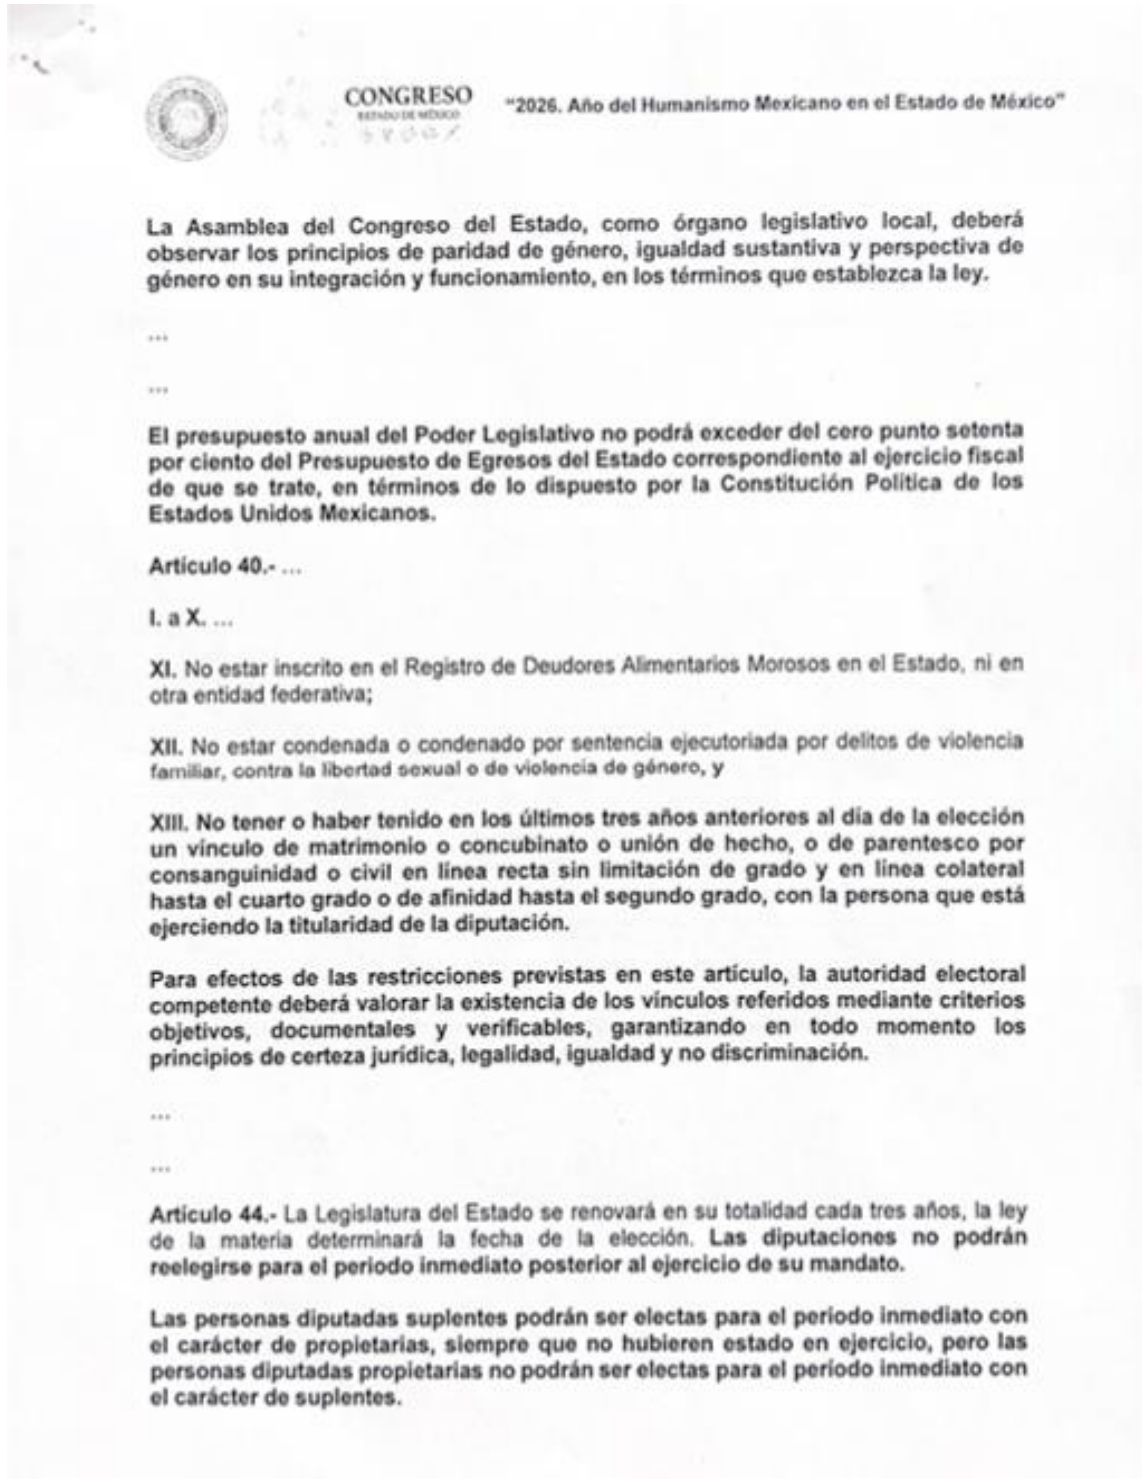 CONGRESO
ESTADO DE MÉXICO
"2026. Año del Humanismo Mexicano en el Estado de México"
La Asamblea del Congreso del Estado, como órgano legislativo local, deberá
observar los principios de paridad de género, igualdad sustantiva y perspectiva de
género en su integración y funcionamiento, en los términos que establezca la ley.
...
...
El presupuesto anual del Poder Legislativo no podrá exceder del cero punto setenta
por ciento del Presupuesto de Egresos del Estado correspondiente al ejercicio fiscal
de que se trate, en términos de lo dispuesto por la Constitución Política de los
Estados Unidos Mexicanos.
Artículo 40.- ...
I. a X. ...
XI. No estar inscrito en el Registro de Deudores Alimentarios Morosos en el Estado, ni en
otra entidad federativa;
XII. No estar condenada o condenado por sentencia ejecutoriada por delitos de violencia
familiar, contra la libertad sexual o de violencia de género, y
XIII. No tener o haber tenido en los últimos tres años anteriores al día de la elección
un vínculo de matrimonio o concubinato o unión de hecho, o de parentesco por
consanguinidad o civil en línea recta sin limitación de grado y en línea colateral
hasta el cuarto grado o de afinidad hasta el segundo grado, con la persona que está
ejerciendo la titularidad de la diputación.
Para efectos de las restricciones previstas en este artículo, la autoridad electoral
competente deberá valorar la existencia de los vínculos referidos mediante criterios
objetivos, documentales y verificables, garantizando en todo momento los
principios de certeza jurídica, legalidad, igualdad y no discriminación.
...
...
Artículo 44.- La Legislatura del Estado se renovará en su totalidad cada tres años, la ley
de la materia determinará la fecha de la elección. Las diputaciones no podrán
reelegirse para el periodo inmediato posterior al ejercicio de su mandato.
Las personas diputadas suplentes podrán ser electas para el período inmediato con
el carácter de propietarias, siempre que no hubieren estado en ejercicio, pero las
personas diputadas propietarias no podrán ser electas para el período inmediato con
el carácter de suplentes.